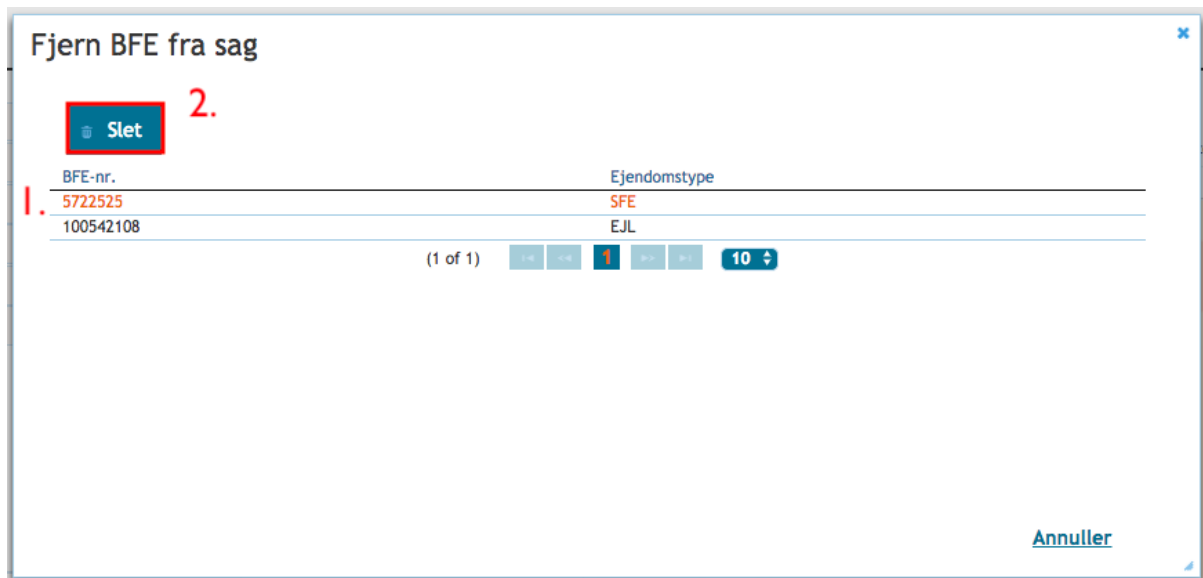 Fjern BFE fra sag
2.
Slet
BFE-nr. Ejendomstype
1. 5722525 SFE
100542108 EJL
(1 of 1) 1 10
Annuller